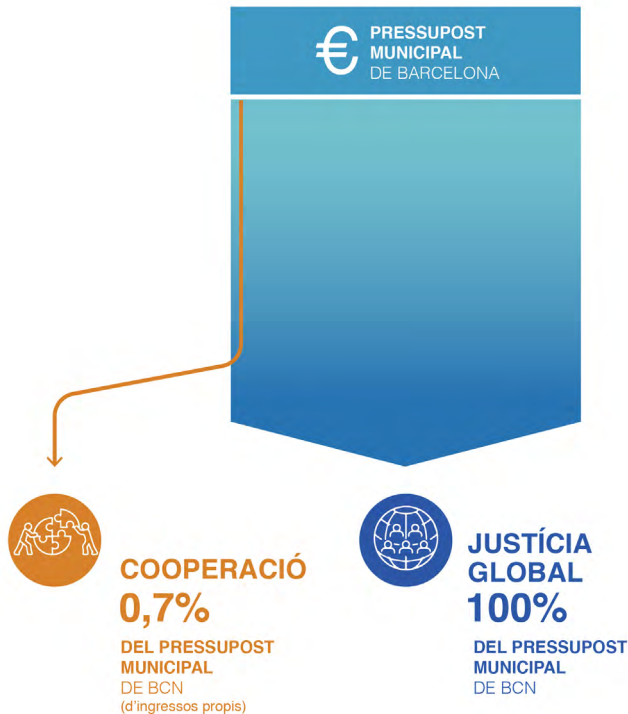 € PRESSUPOST
MUNICIPAL
DE BARCELONA
COOPERACIÓ
0,7%
DEL PRESSUPOST
MUNICIPAL
DE BCN
(d'ingressos propis)
JUSTÍCIA
GLOBAL
100%
DEL PRESSUPOST
MUNICIPAL
DE BCN